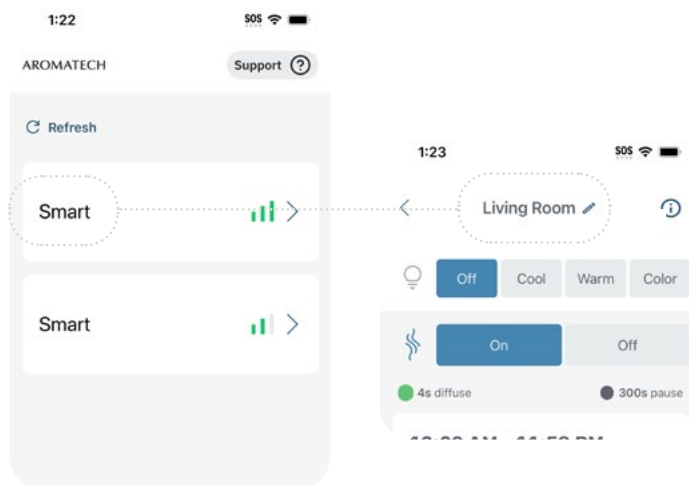 1:22
SOS
AROMATECH
Support
Refresh
Smart
Smart
1:23
SOS
Living Room
Off Cool Warm Color
On Off
4s diffuse 300s pause